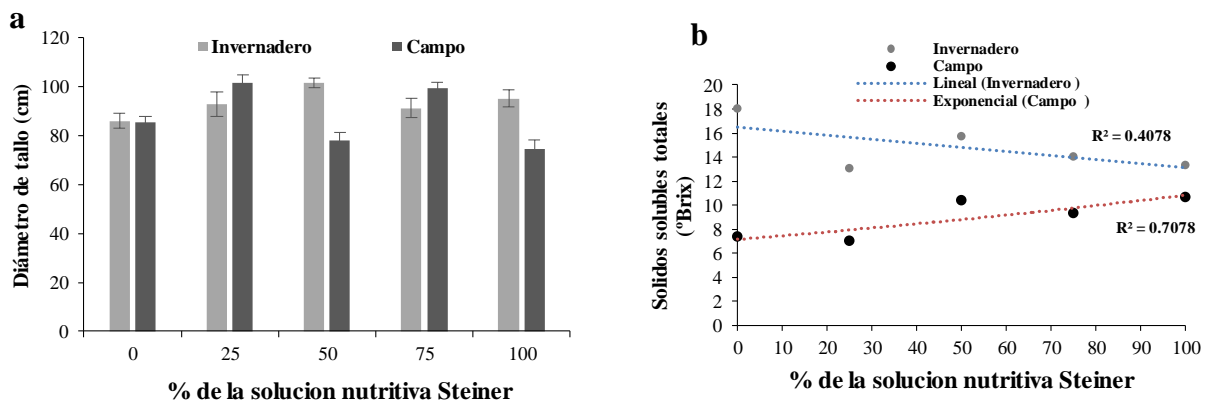 a
Invernadero
Campo
Diámetro de tallo (cm)
120
100
80
60
40
20
0
0 25 50 75 100
% de la solucion nutritiva Steiner
b
Invernadero
Campo
Lineal (Invernadero )
Exponencial (Campo )
Solidos solubles totales
(ºBrix)
20
18
16
14
12
10
8
6
4
2
0
R² = 0.4078
R² = 0.7078
0 10 20 30 40 50 60 70 80 90 100
% de la solucion nutritiva Steiner